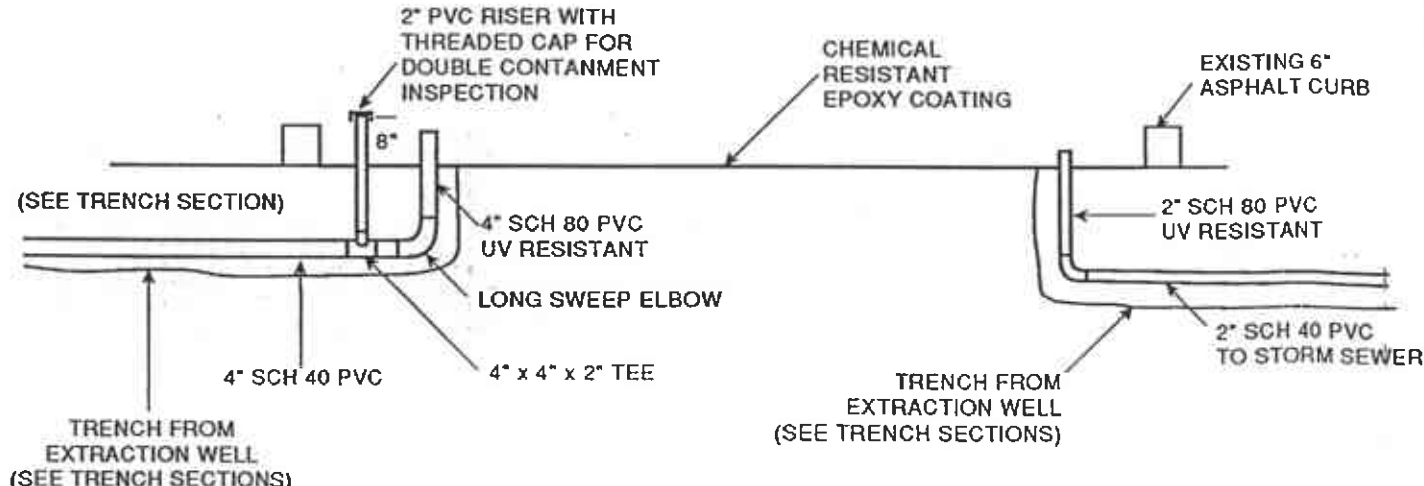 2" PVC RISER WITH
THREADED CAP FOR
DOUBLE CONTANMENT
INSPECTION
CHEMICAL
RESISTANT
EPOXY COATING
EXISTING 6"
ASPHALT CURB
8"
(SEE TRENCH SECTION)
4" SCH 80 PVC
UV RESISTANT
2" SCH 80 PVC
UV RESISTANT
LONG SWEEP ELBOW
4" SCH 40 PVC
4" x 4" x 2" TEE
2" SCH 40 PVC
TO STORM SEWER
TRENCH FROM
EXTRACTION WELL
(SEE TRENCH SECTIONS)
TRENCH FROM
EXTRACTION WELL
(SEE TRENCH SECTIONS)